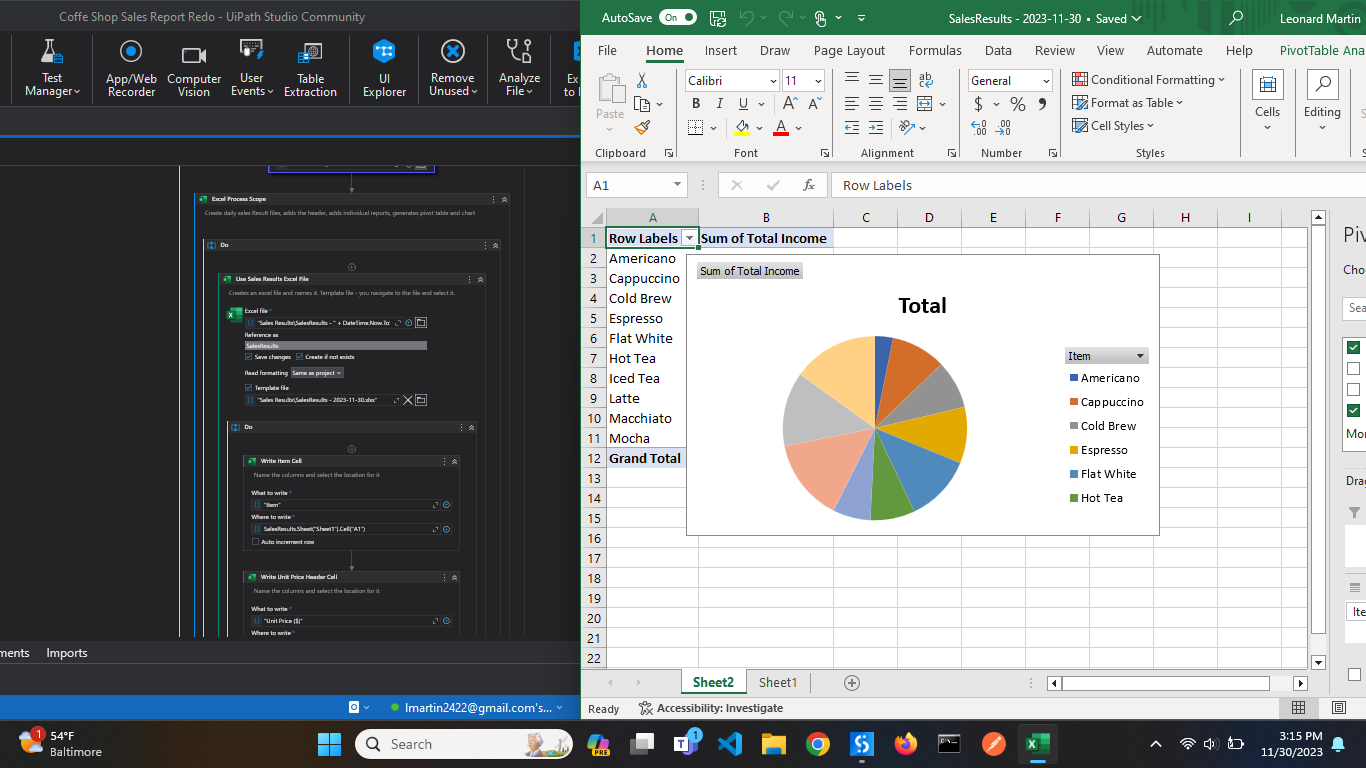 Coffe Shop Sales Report Redo - UiPath Studio Community
Test Manager
App/Web Recorder
Computer Vision
User Events
Table Extraction
UI Explorer
Remove Unused
Analyze File
Ex
to
Excel Process Scope
Create daily sales Result files, adds the header, adds individual reports, generates pivot table and chart
Do
Use Sales Results Excel File
Creates an excel file and names it. Template file - you navigate to the file and select it.
Excel file *
"Sales Results\SalesResults - " + DateTime.Now.To
Reference as
SalesResults
Save changes
Create if not exists
Read formatting
Same as project
Template file
"Sales Results\SalesResults - 2023-11-30.xlsx"
Do
Write Item Cell
Name the columns and select the location for it
What to write *
"Item"
Where to write *
SalesResults.Sheet("Sheet1").Cell("A1")
Auto increment row
Write Unit Price Header Cell
Name the columns and select the location for it
What to write *
"Unit Price ($)"
Where to write *
ments
Imports
lmartin2422@gmail.com's...
AutoSave On
SalesResults - 2023-11-30 • Saved
Leonard Martin
File Home Insert Draw Page Layout Formulas Data Review View Automate Help PivotTable Ana
Paste
Clipboard
Calibri 11
B I U
Font
Alignment
General
$ % ,
Number
Conditional Formatting
Format as Table
Cell Styles
Styles
Cells
Editing
A1
fx
Row Labels
A B C D E F G H I
1 Row Labels Sum of Total Income
2 Americano
3 Cappuccino
4 Cold Brew
5 Espresso
6 Flat White
7 Hot Tea
8 Iced Tea
9 Latte
10 Macchiato
11 Mocha
12 Grand Total
13
14
15
16
17
18
19
20
21
22
Sum of Total Income
Total
Item
Americano
Cappuccino
Cold Brew
Espresso
Flat White
Hot Tea
Piv
Choo
Sea
Mor
Drag
Ite
Sheet2 Sheet1
Ready
Accessibility: Investigate
1
54°F
Baltimore
Search
PRE
1
3:15 PM
11/30/2023